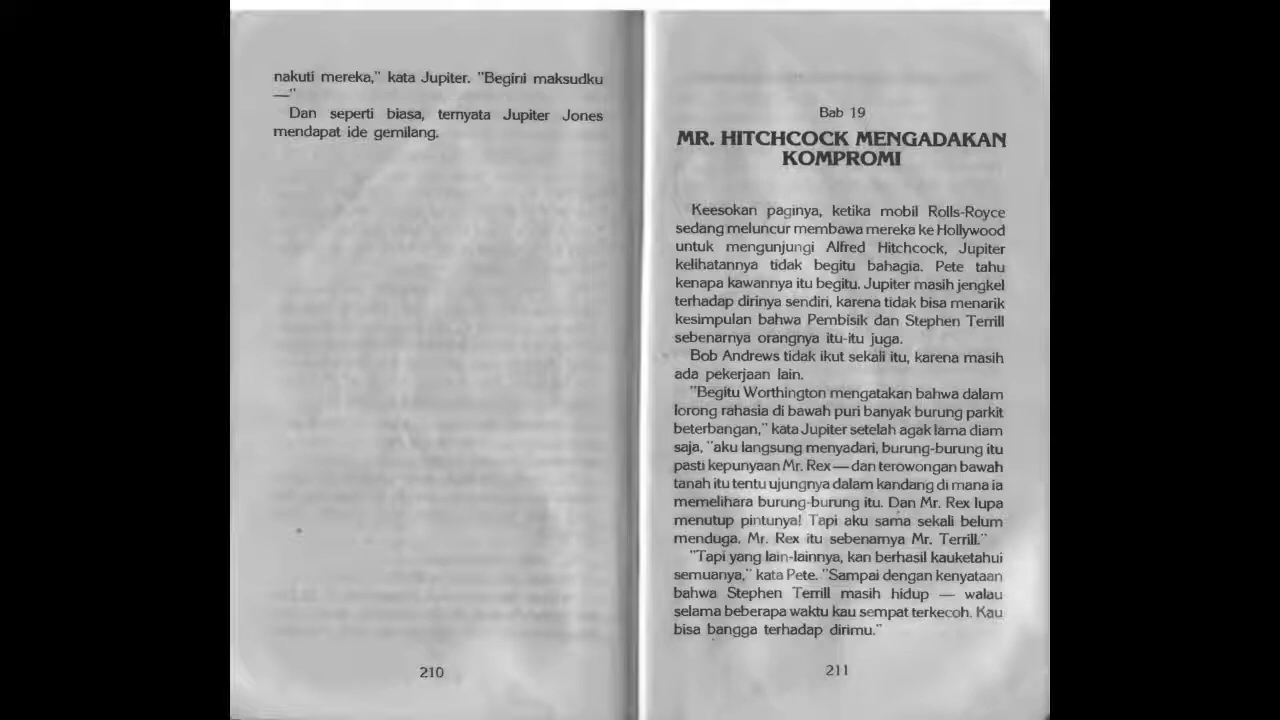 nakuti mereka," kata Jupiter. "Begini maksudku
—"
Dan seperti biasa, ternyata Jupiter Jones
mendapat ide gemilang.
210
Bab 19
MR. HITCHCOCK MENGADAKAN
KOMPROMI
Keesokan paginya, ketika mobil Rolls-Royce
sedang meluncur membawa mereka ke Hollywood
untuk mengunjungi Alfred Hitchcock, Jupiter
kelihatannya tidak begitu bahagia. Pete tahu
kenapa kawannya itu begitu. Jupiter masih jengkel
terhadap dirinya sendiri, karena tidak bisa menarik
kesimpulan bahwa Pembisik dan Stephen Terrill
sebenarnya orangnya itu-itu juga.
Bob Andrews tidak ikut sekali itu, karena masih
ada pekerjaan lain.
"Begitu Worthington mengatakan bahwa dalam
lorong rahasia di bawah puri banyak burung parkit
beterbangan," kata Jupiter setelah agak lama diam
saja, "aku langsung menyadari, burung-burung itu
pasti kepunyaan Mr. Rex — dan terowongan bawah
tanah itu tentu ujungnya dalam kandang di mana ia
memelihara burung-burung itu. Dan Mr. Rex lupa
menutup pintunya! Tapi aku sama sekali belum
menduga, Mr. Rex itu sebenarnya Mr. Terrill."
"Tapi yang lain-lainnya, kan berhasil kauketahui
semuanya," kata Pete. "Sampai dengan kenyataan
bahwa Stephen Terrill masih hidup — walau
selama beberapa waktu kau sempat terkecoh. Kau
bisa bangga terhadap dirimu."
211